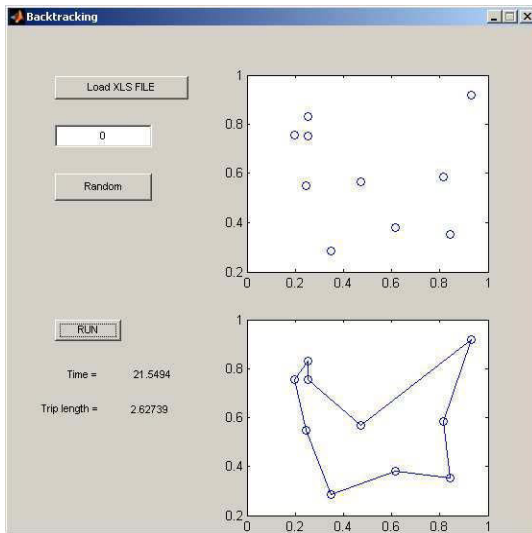 Backtracking
Load XLS FILE
0
Random
1
0.8
0.6
0.4
0.2
0 0.2 0.4 0.6 0.8 1
RUN
Time = 21.5494
Trip length = 2.62739
1
0.8
0.6
0.4
0.2
0 0.2 0.4 0.6 0.8 1